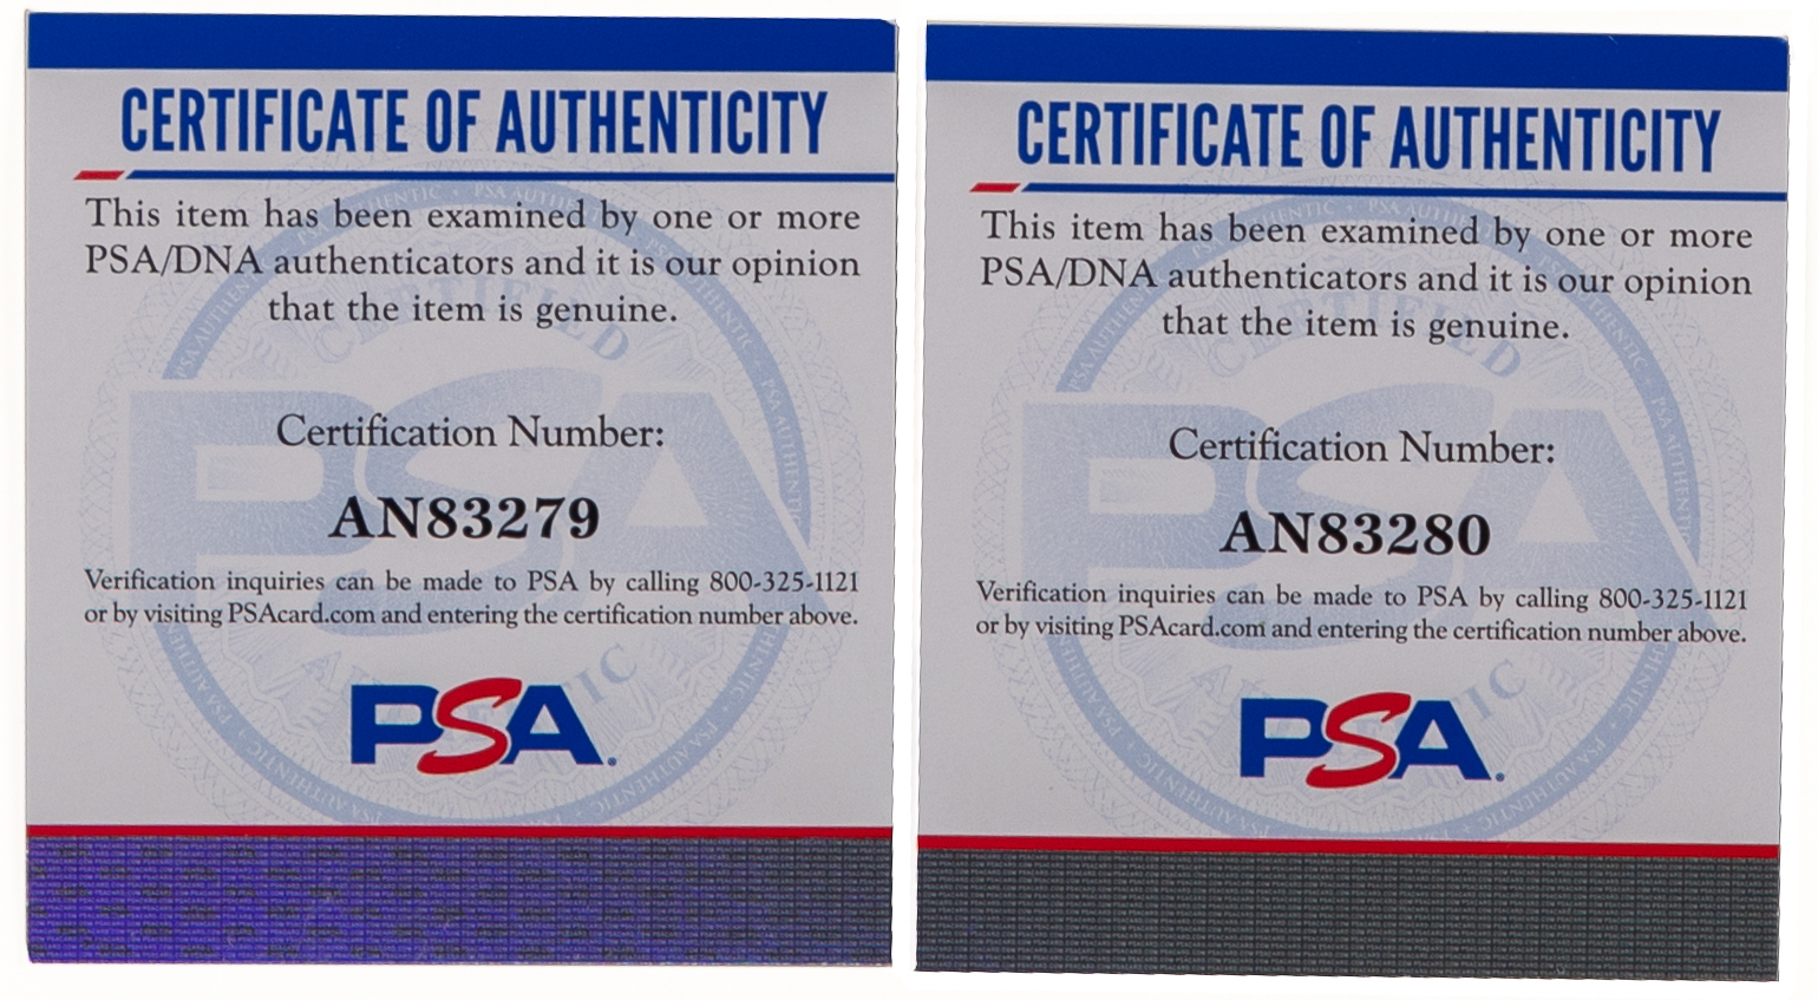 CERTIFICATE OF AUTHENTICITY
This item has been examined by one or more
PSA/DNA authenticators and it is our opinion
that the item is genuine.
CERTIFIED
PSA
Certification Number:
AN83279
Verification inquiries can be made to PSA by calling 800-325-1121
or by visiting PSAcard.com and entering the certification number above.
PSA
CERTIFICATE OF AUTHENTICITY
This item has been examined by one or more
PSA/DNA authenticators and it is our opinion
that the item is genuine.
CERTIFIED
PSA
Certification Number:
AN83280
Verification inquiries can be made to PSA by calling 800-325-1121
or by visiting PSAcard.com and entering the certification number above.
PSA